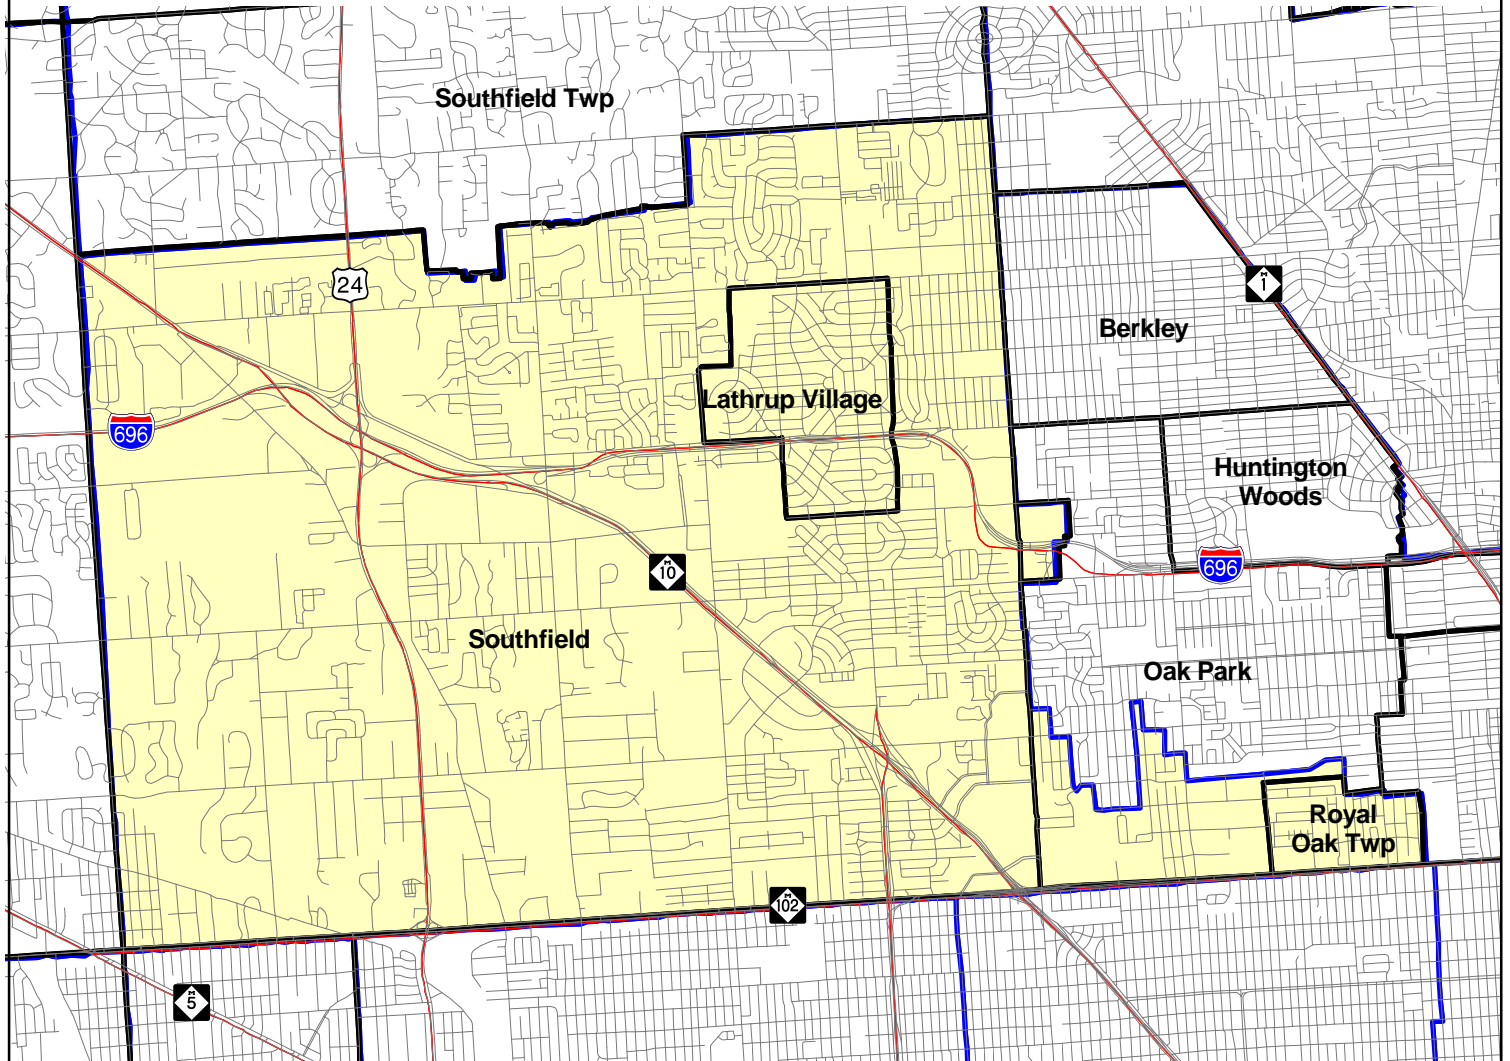 Southfield Twp
24
M
1
Berkley
Lathrup Village
696
Huntington
Woods
M
10
696
Southfield
Oak Park
Royal
Oak Twp
M
102
M
5